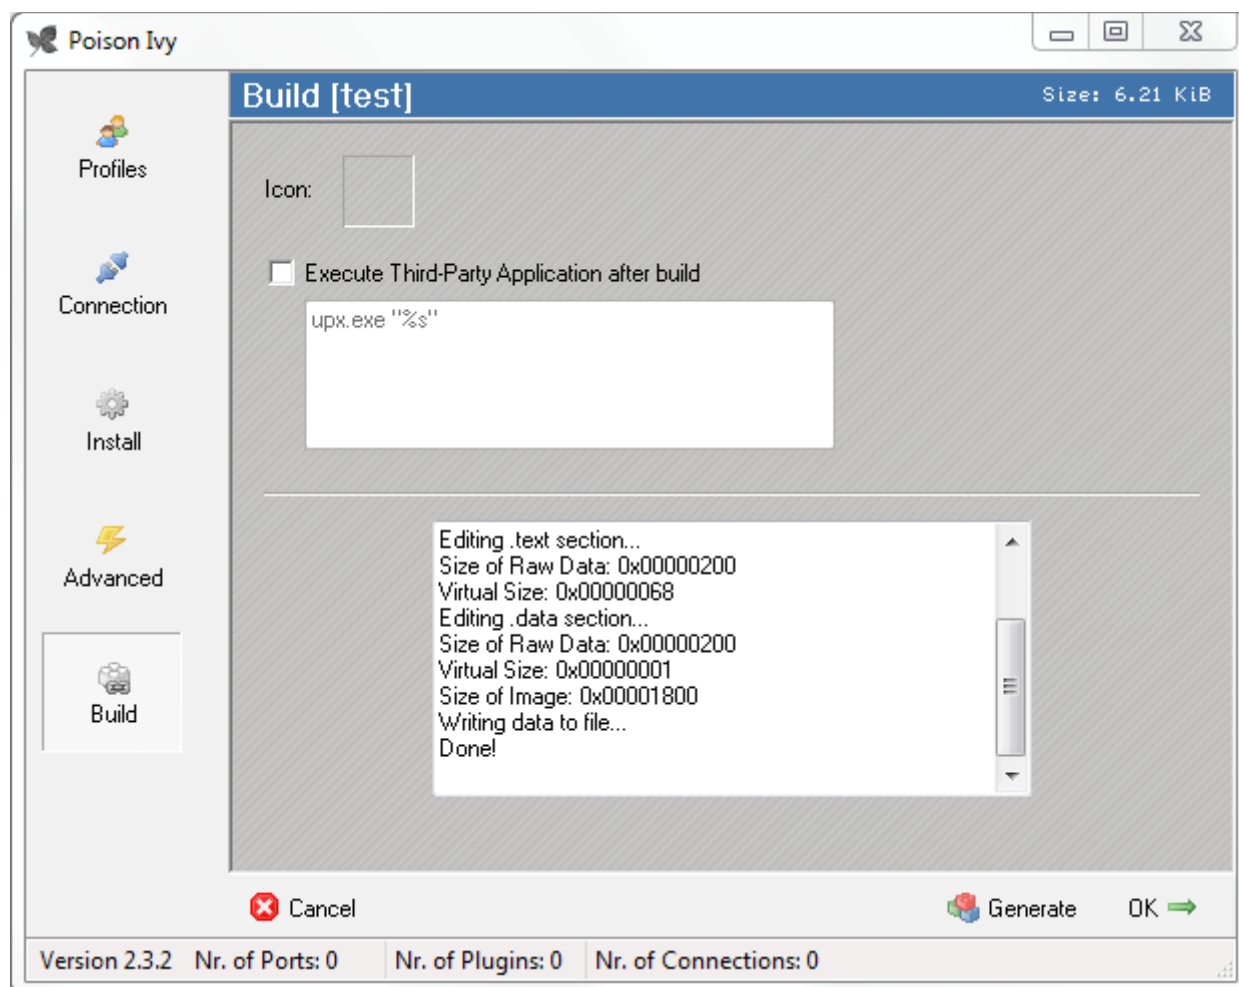 Poison Ivy
Build [test]
Size: 6.21 KiB
Profiles
Connection
Install
Advanced
Build
Icon:
Execute Third-Party Application after build
upx.exe "%s"
Editing .text section...
Size of Raw Data: 0x00000200
Virtual Size: 0x00000068
Editing .data section...
Size of Raw Data: 0x00000200
Virtual Size: 0x00000001
Size of Image: 0x00001800
Writing data to file...
Done!
Cancel
Generate
OK
Version 2.3.2
Nr. of Ports: 0
Nr. of Plugins: 0
Nr. of Connections: 0